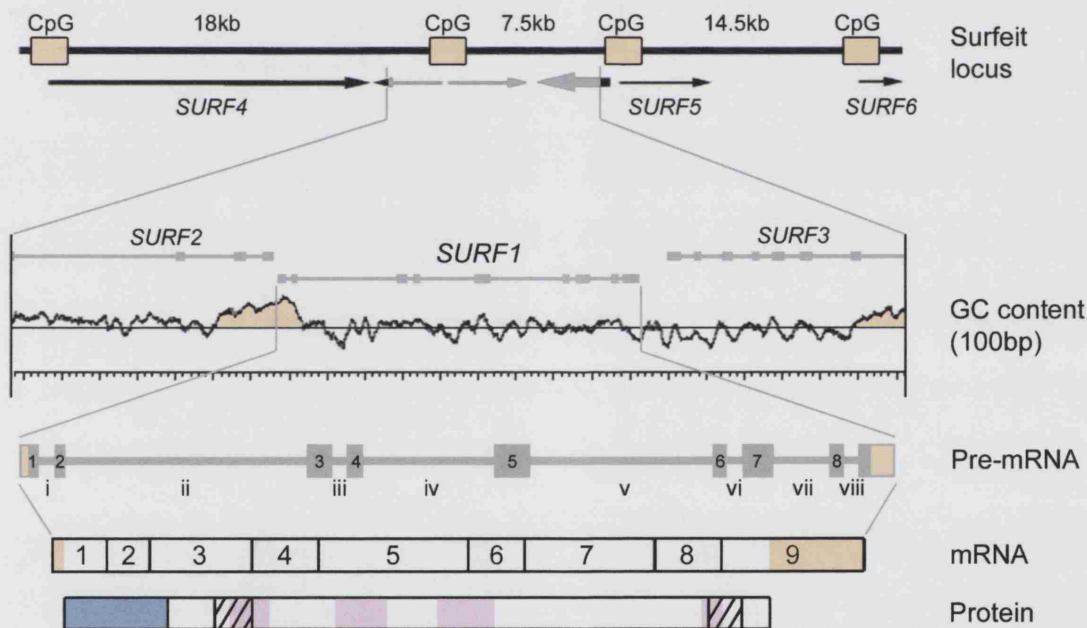 CpG 18kb CpG 7.5kb CpG 14.5kb CpG
Surfeit
locus
SURF4 SURF5 SURF6
SURF2 SURF1 SURF3
GC content
(100bp)
1 2 3 4 5 6 7 8
Pre-mRNA
i ii iii iv v vi vii viii
1 2 3 4 5 6 7 8 9
mRNA
Protein